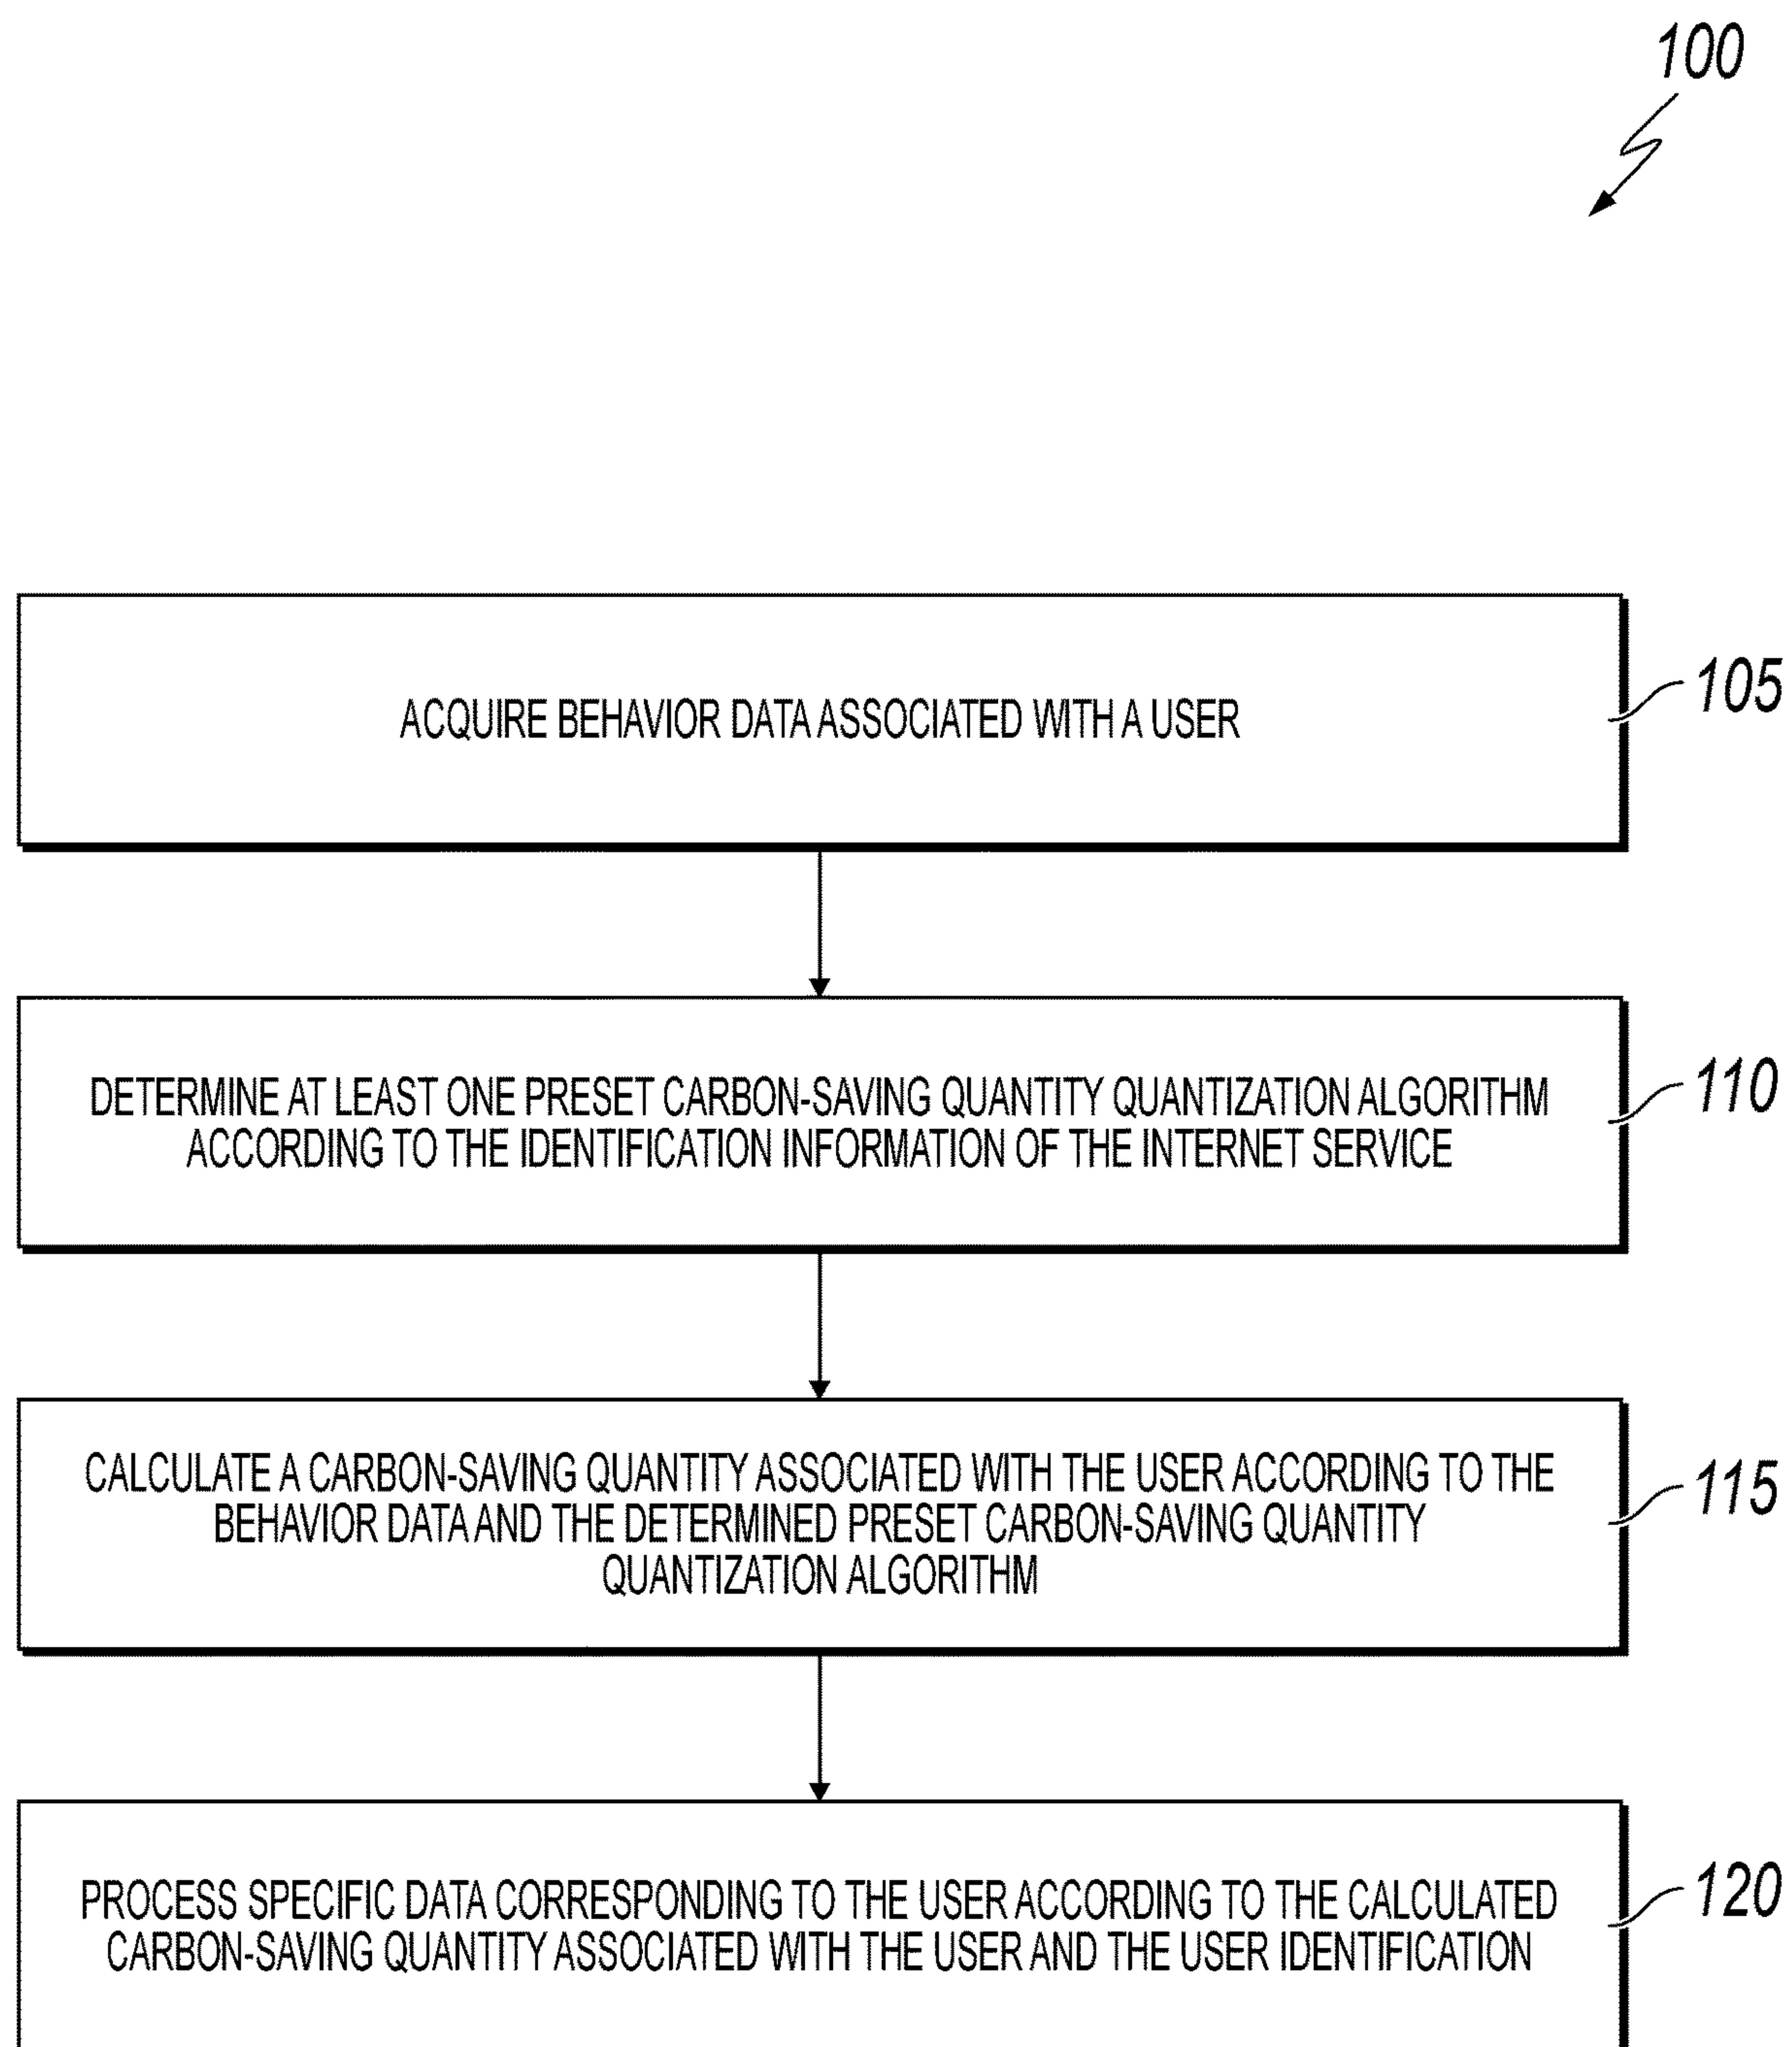 100
ACQUIRE BEHAVIOR DATA ASSOCIATED WITH A USER
105
DETERMINE AT LEAST ONE PRESET CARBON-SAVING QUANTITY QUANTIZATION ALGORITHM
ACCORDING TO THE IDENTIFICATION INFORMATION OF THE INTERNET SERVICE
110
CALCULATE A CARBON-SAVING QUANTITY ASSOCIATED WITH THE USER ACCORDING TO THE
BEHAVIOR DATA AND THE DETERMINED PRESET CARBON-SAVING QUANTITY
QUANTIZATION ALGORITHM
115
PROCESS SPECIFIC DATA CORRESPONDING TO THE USER ACCORDING TO THE CALCULATED
CARBON-SAVING QUANTITY ASSOCIATED WITH THE USER AND THE USER IDENTIFICATION
120